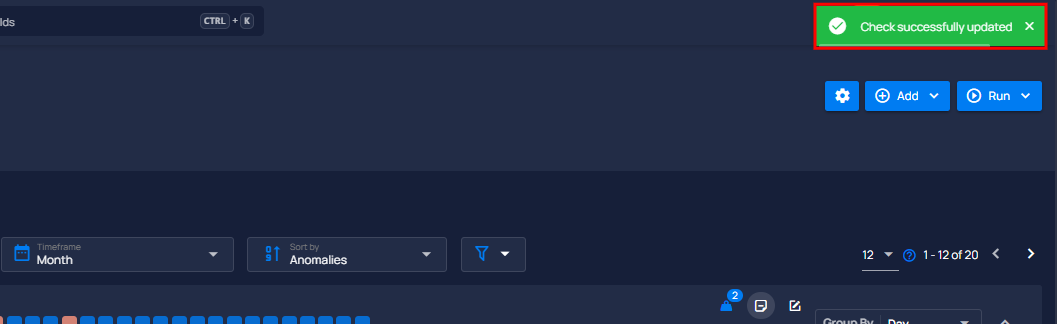 lds
CTRL + K
Check successfully updated
Add
Run
Timeframe
Month
Sort by
Anomalies
12
1 - 12 of 20
2
Group By
Day